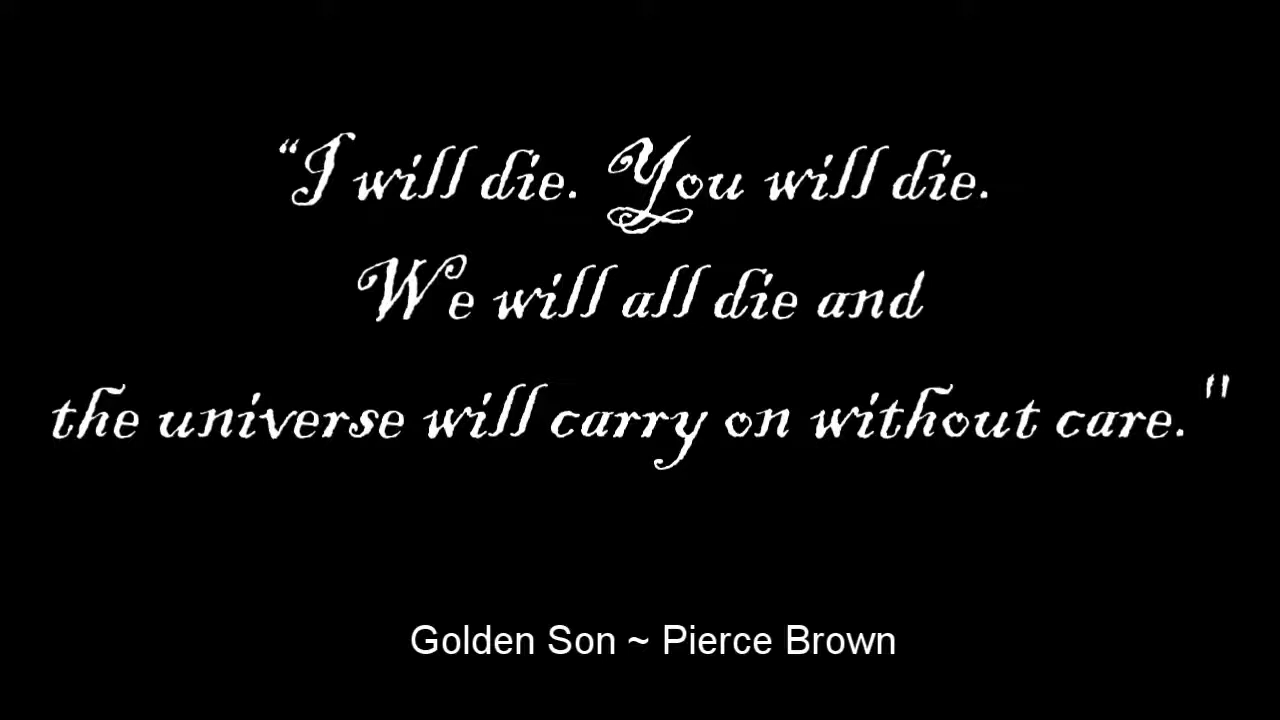 “I will die. You will die.
We will all die and
the universe will carry on without care."
Golden Son ~ Pierce Brown